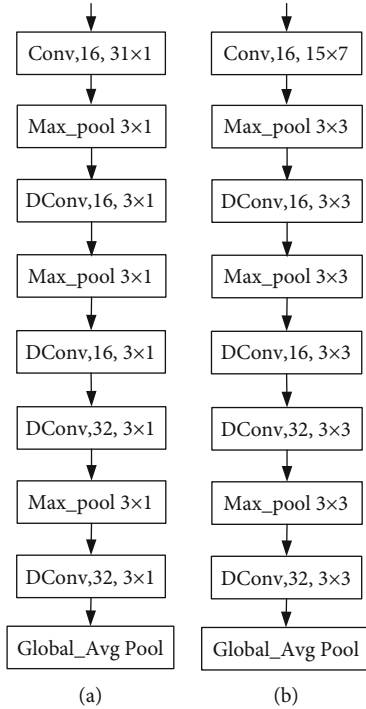 Conv,16, 31×1
Max_pool 3×1
DConv,16, 3×1
Max_pool 3×1
DConv,16, 3×1
DConv,32, 3×1
Max_pool 3×1
DConv,32, 3×1
Global_Avg Pool
(a)
Conv,16, 15×7
Max_pool 3×3
DConv,16, 3×3
Max_pool 3×3
DConv,16, 3×3
DConv,32, 3×3
Max_pool 3×3
DConv,32, 3×3
Global_Avg Pool
(b)